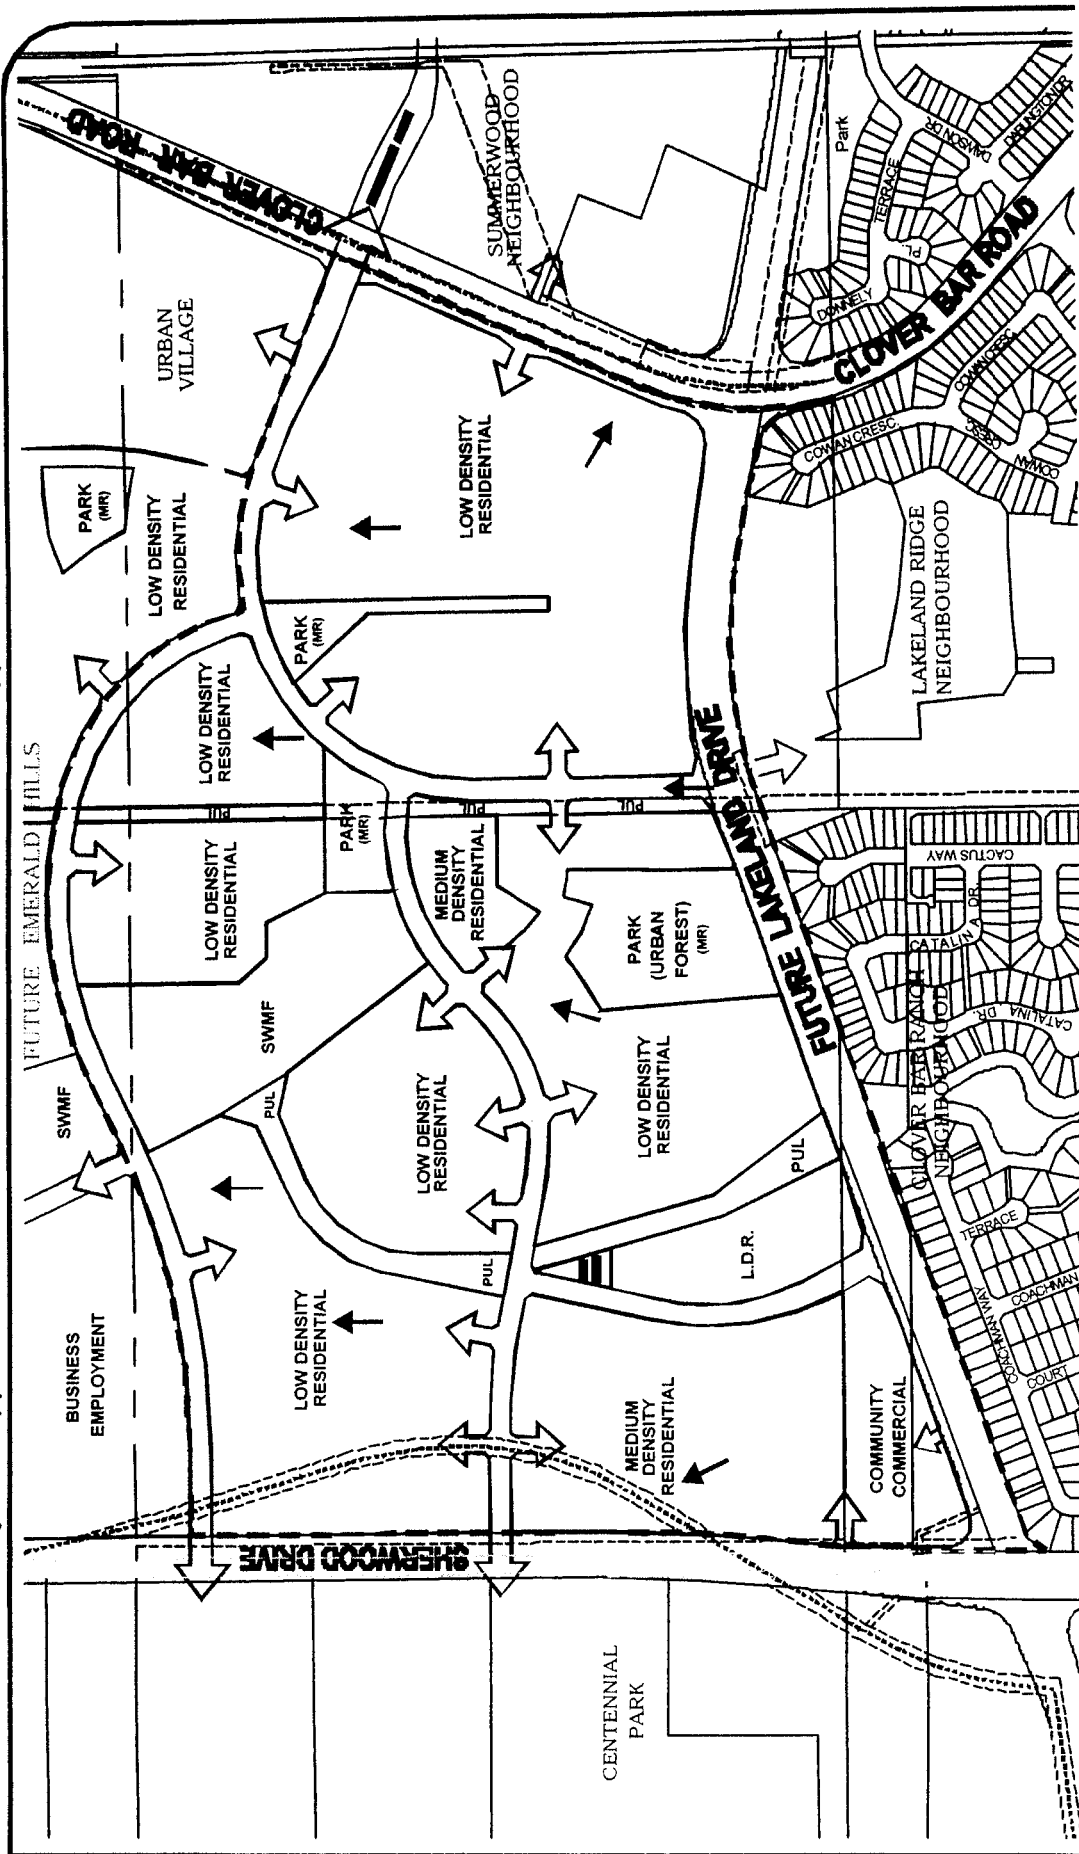 FUTURE EMERALD HILLS
BUSINESS
EMPLOYMENT
SWMF
PARK
(MR)
LOW DENSITY
RESIDENTIAL
URBAN
VILLAGE
CLOVER BAR ROAD
SHERWOOD DRIVE
LOW DENSITY
RESIDENTIAL
PUL
SWMF
LOW DENSITY
RESIDENTIAL
PUL
LOW DENSITY
RESIDENTIAL
PARK
(MR)
PARK
(MR)
LOW DENSITY
RESIDENTIAL
SUMMERWOOD
NEIGHBOURHOOD
PUL
LOW DENSITY
RESIDENTIAL
MEDIUM
DENSITY
RESIDENTIAL
PUL
PUL
CENTENNIAL
PARK
MEDIUM
DENSITY
RESIDENTIAL
L.D.R.
LOW DENSITY
RESIDENTIAL
PUL
PARK
(URBAN
FOREST)
(MR)
FUTURE LAKELAND DRIVE
CLOVER BAR ROAD
COMMUNITY
COMMERCIAL
CLOVER BAR RANCH
NEIGHBOURHOOD
LAKELAND RIDGE
NEIGHBOURHOOD
COACHMAN WAY
COURT
COACHMAN
TERRACE
CATALINA DR.
CATALINA DR.
CACTUS WAY
COWAN CRESC.
COWAN CRESC.
COWAN
CRESC
DONNELY
TERRACE
PL.
Park
DAWSON DR.
DARLINGTON DR